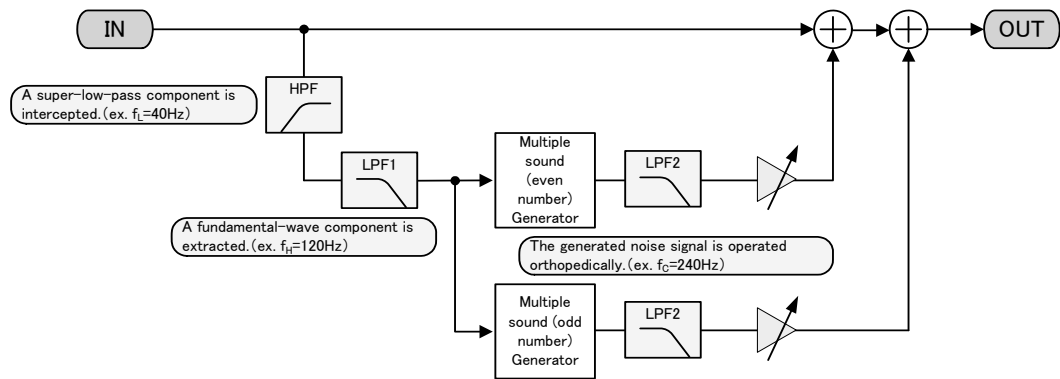 IN
OUT
HPF
A super-low-pass component is
intercepted.(ex. fL=40Hz)
LPF1
Multiple
sound
(even
number)
Generator
LPF2
A fundamental-wave component is
extracted.(ex. fH=120Hz)
The generated noise signal is operated
orthopedically.(ex. fC=240Hz)
Multiple
sound (odd
number)
Generator
LPF2